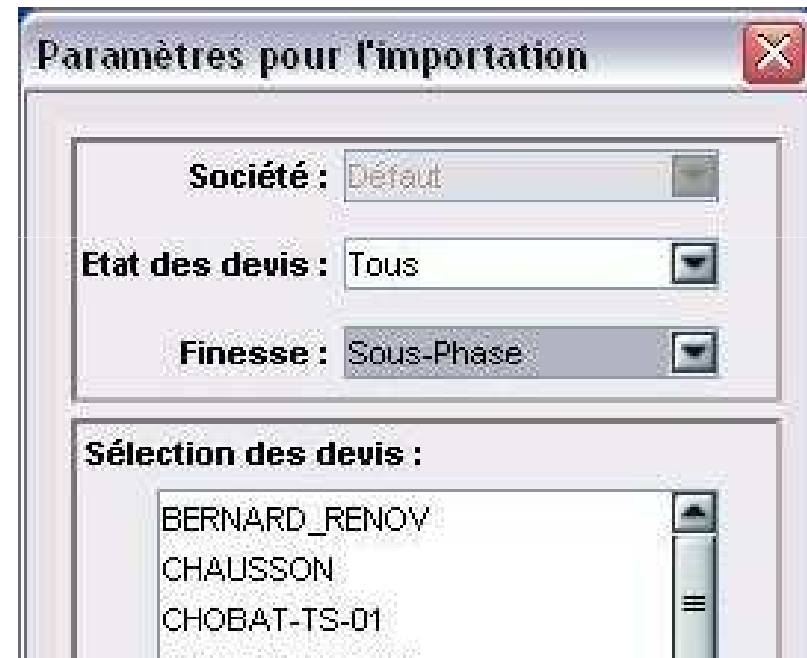 Paramètres pour l'importation
Société : Défaut
Etat des devis : Tous
Finesse : Sous-Phase
Sélection des devis :
BERNARD_RENOV
CHAUSSON
CHOBAT-TS-01